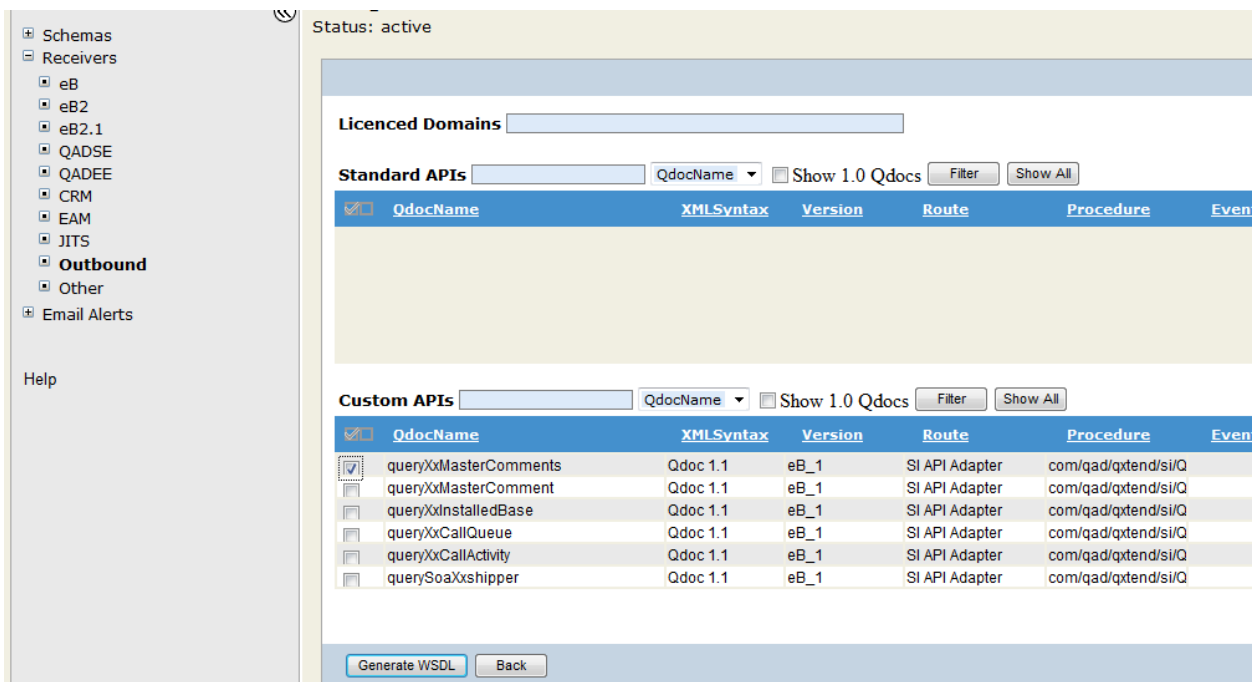 Status: active
Schemas
Receivers
eB
eB2
eB2.1
QADSE
QADEE
CRM
EAM
JITS
Outbound
Other
Email Alerts
Help
Licenced Domains
Standard APIs QdocName Show 1.0 Qdocs Filter Show All
QdocName XMLSyntax Version Route Procedure Even
Custom APIs QdocName Show 1.0 Qdocs Filter Show All
QdocName XMLSyntax Version Route Procedure Even
queryXxMasterComments Qdoc 1.1 eB_1 SI API Adapter com/qad/qxtend/si/Q
queryXxMasterComment Qdoc 1.1 eB_1 SI API Adapter com/qad/qxtend/si/Q
queryXxInstalledBase Qdoc 1.1 eB_1 SI API Adapter com/qad/qxtend/si/Q
queryXxCallQueue Qdoc 1.1 eB_1 SI API Adapter com/qad/qxtend/si/Q
queryXxCallActivity Qdoc 1.1 eB_1 SI API Adapter com/qad/qxtend/si/Q
querySoaXxshipper Qdoc 1.1 eB_1 SI API Adapter com/qad/qxtend/si/Q
Generate WSDL Back